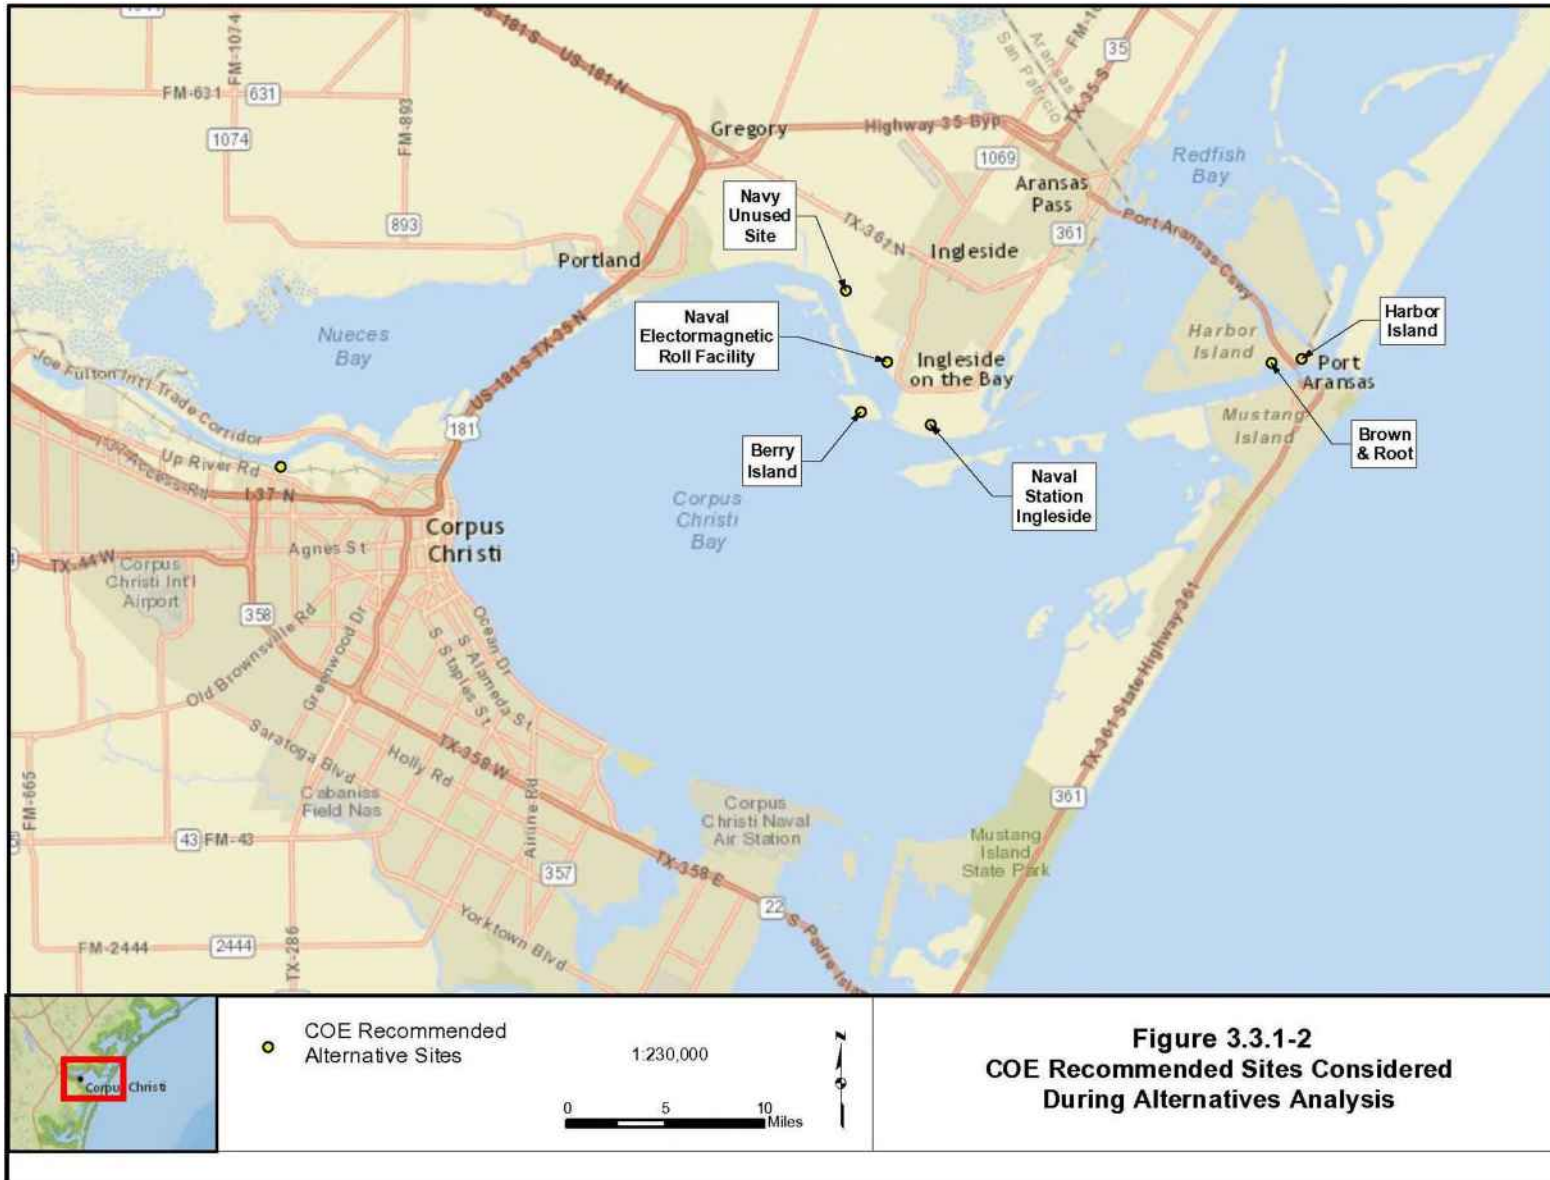 US-181 S
US-181 N
FM-1074
FM-631
631
FM-893
1074
893
Gregory
Highway 35 Byp
Aransas
San Patricio
35
TX-35-S
1069
Aransas
Pass
Redfish
Bay
Port Aransas Cswy
361
Navy
Unused
Site
Ingleside
Portland
Naval
Electormagnetic
Roll Facility
Ingleside
on the Bay
Harbor
Island
Harbor
Island
Port
Aransas
Mustang
Island
Brown
& Root
Berry
Island
Naval
Station
Ingleside
Nueces
Bay
US-181 S TX-35 N
181
Joe Fulton Int'l Trade Corridor
Up River Rd
I-37 N
Corpus
Christi
Corpus
Christi
Bay
TX-44 W
Agnes St
Corpus
Christi Int'l
Airport
358
Old Brownsville Rd
Greenwood Dr
S Staples St
S Alameda St
Ocean Dr
TX-361 State Highway 361
361
Saratoga Blvd
Holly Rd
TX-358 W
Cabaniss
Field Nas
Airline Rd
Corpus
Christi Naval
Air Station
Mustang
Island
State Park
FM-665
43
FM-43
357
TX-358 E
22
Yorktown Blvd
FM-2444
2444
TX-286
Corpus Christi
COE Recommended
Alternative Sites
1:230,000
N
0 5 10
Miles
Figure 3.3.1-2
COE Recommended Sites Considered
During Alternatives Analysis